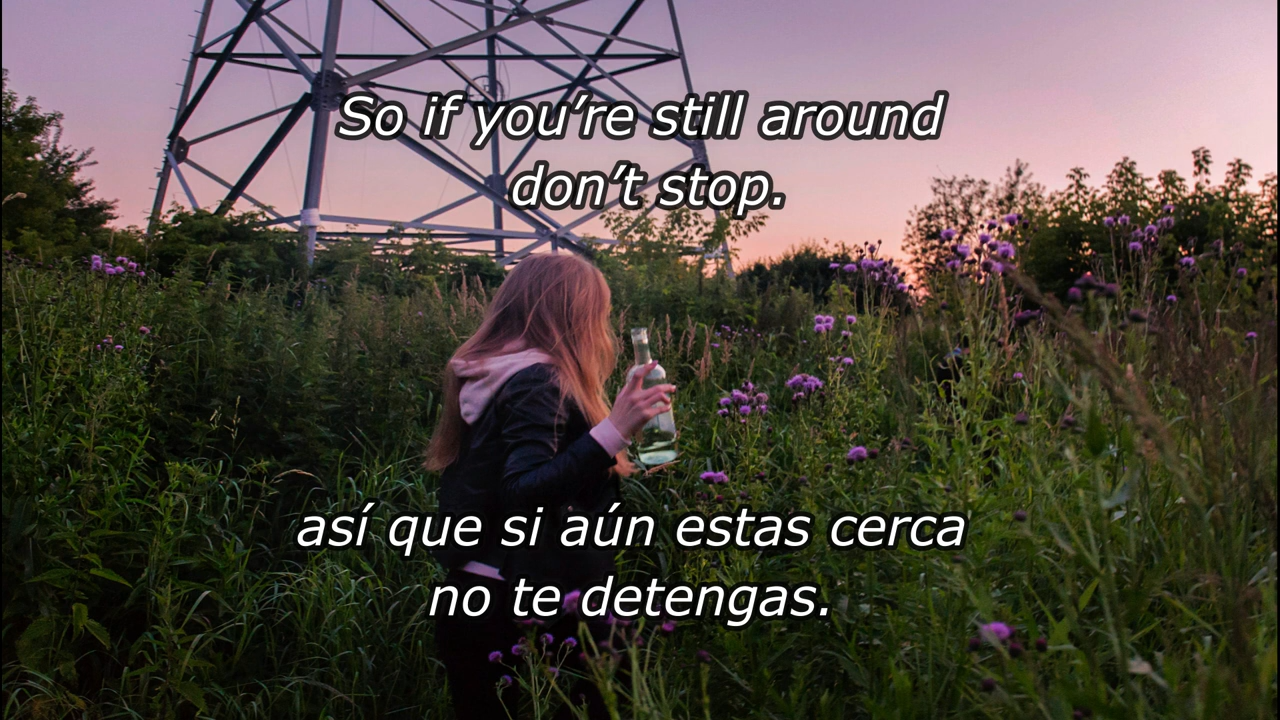 So if you’re still around
don’t stop.
así que si aún estas cerca
no te detengas.